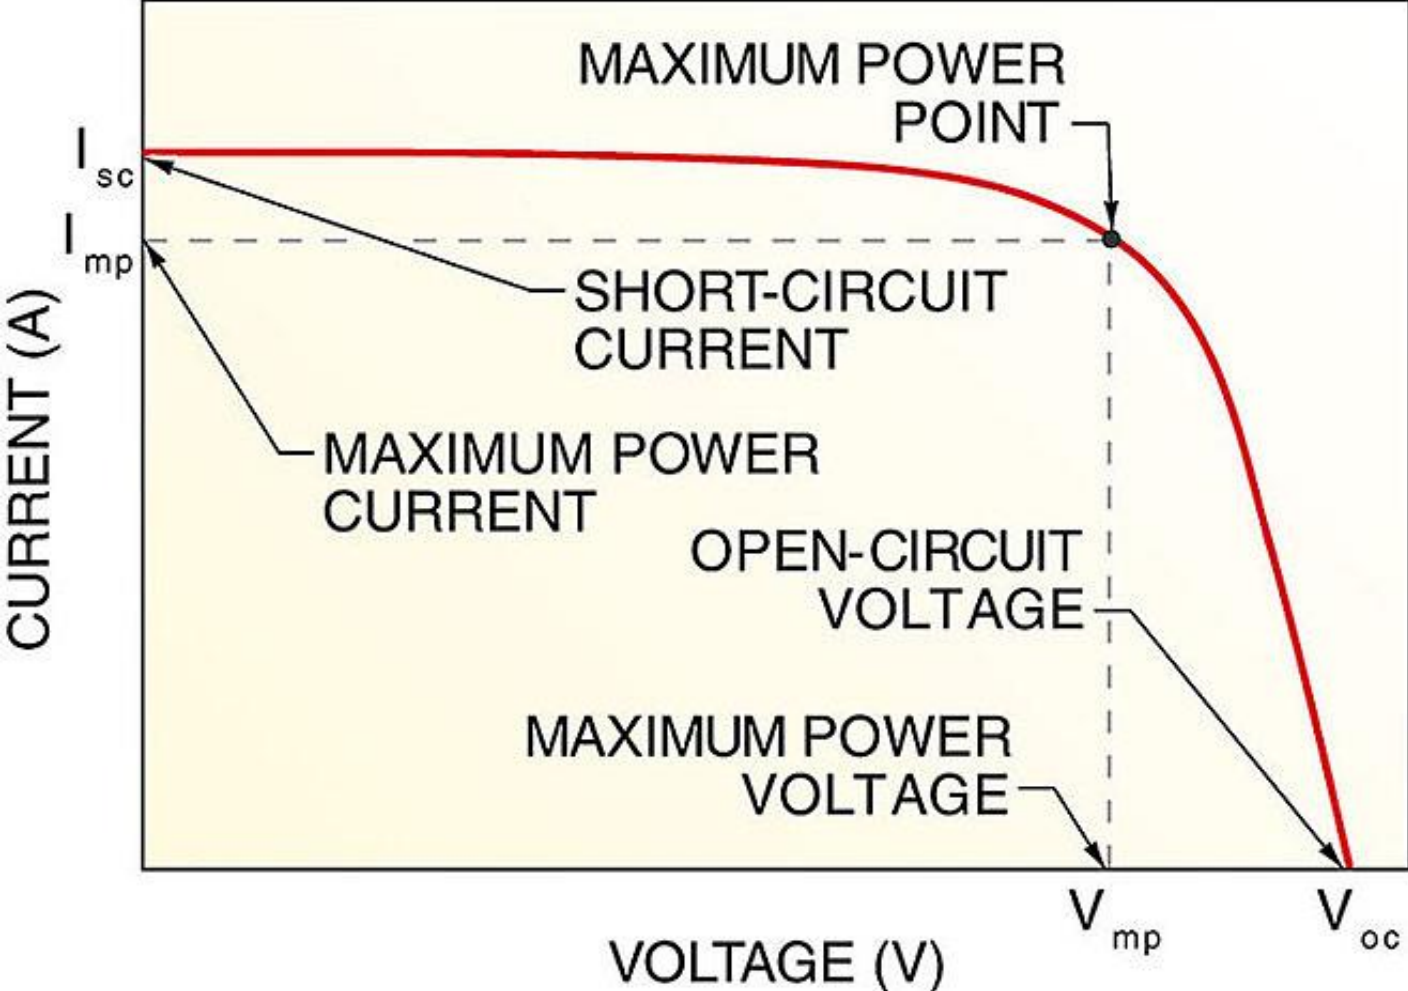 MAXIMUM POWER
POINT
I sc
I mp
SHORT-CIRCUIT
CURRENT
MAXIMUM POWER
CURRENT
CURRENT (A)
OPEN-CIRCUIT
VOLTAGE
MAXIMUM POWER
VOLTAGE
V mp
V oc
VOLTAGE (V)